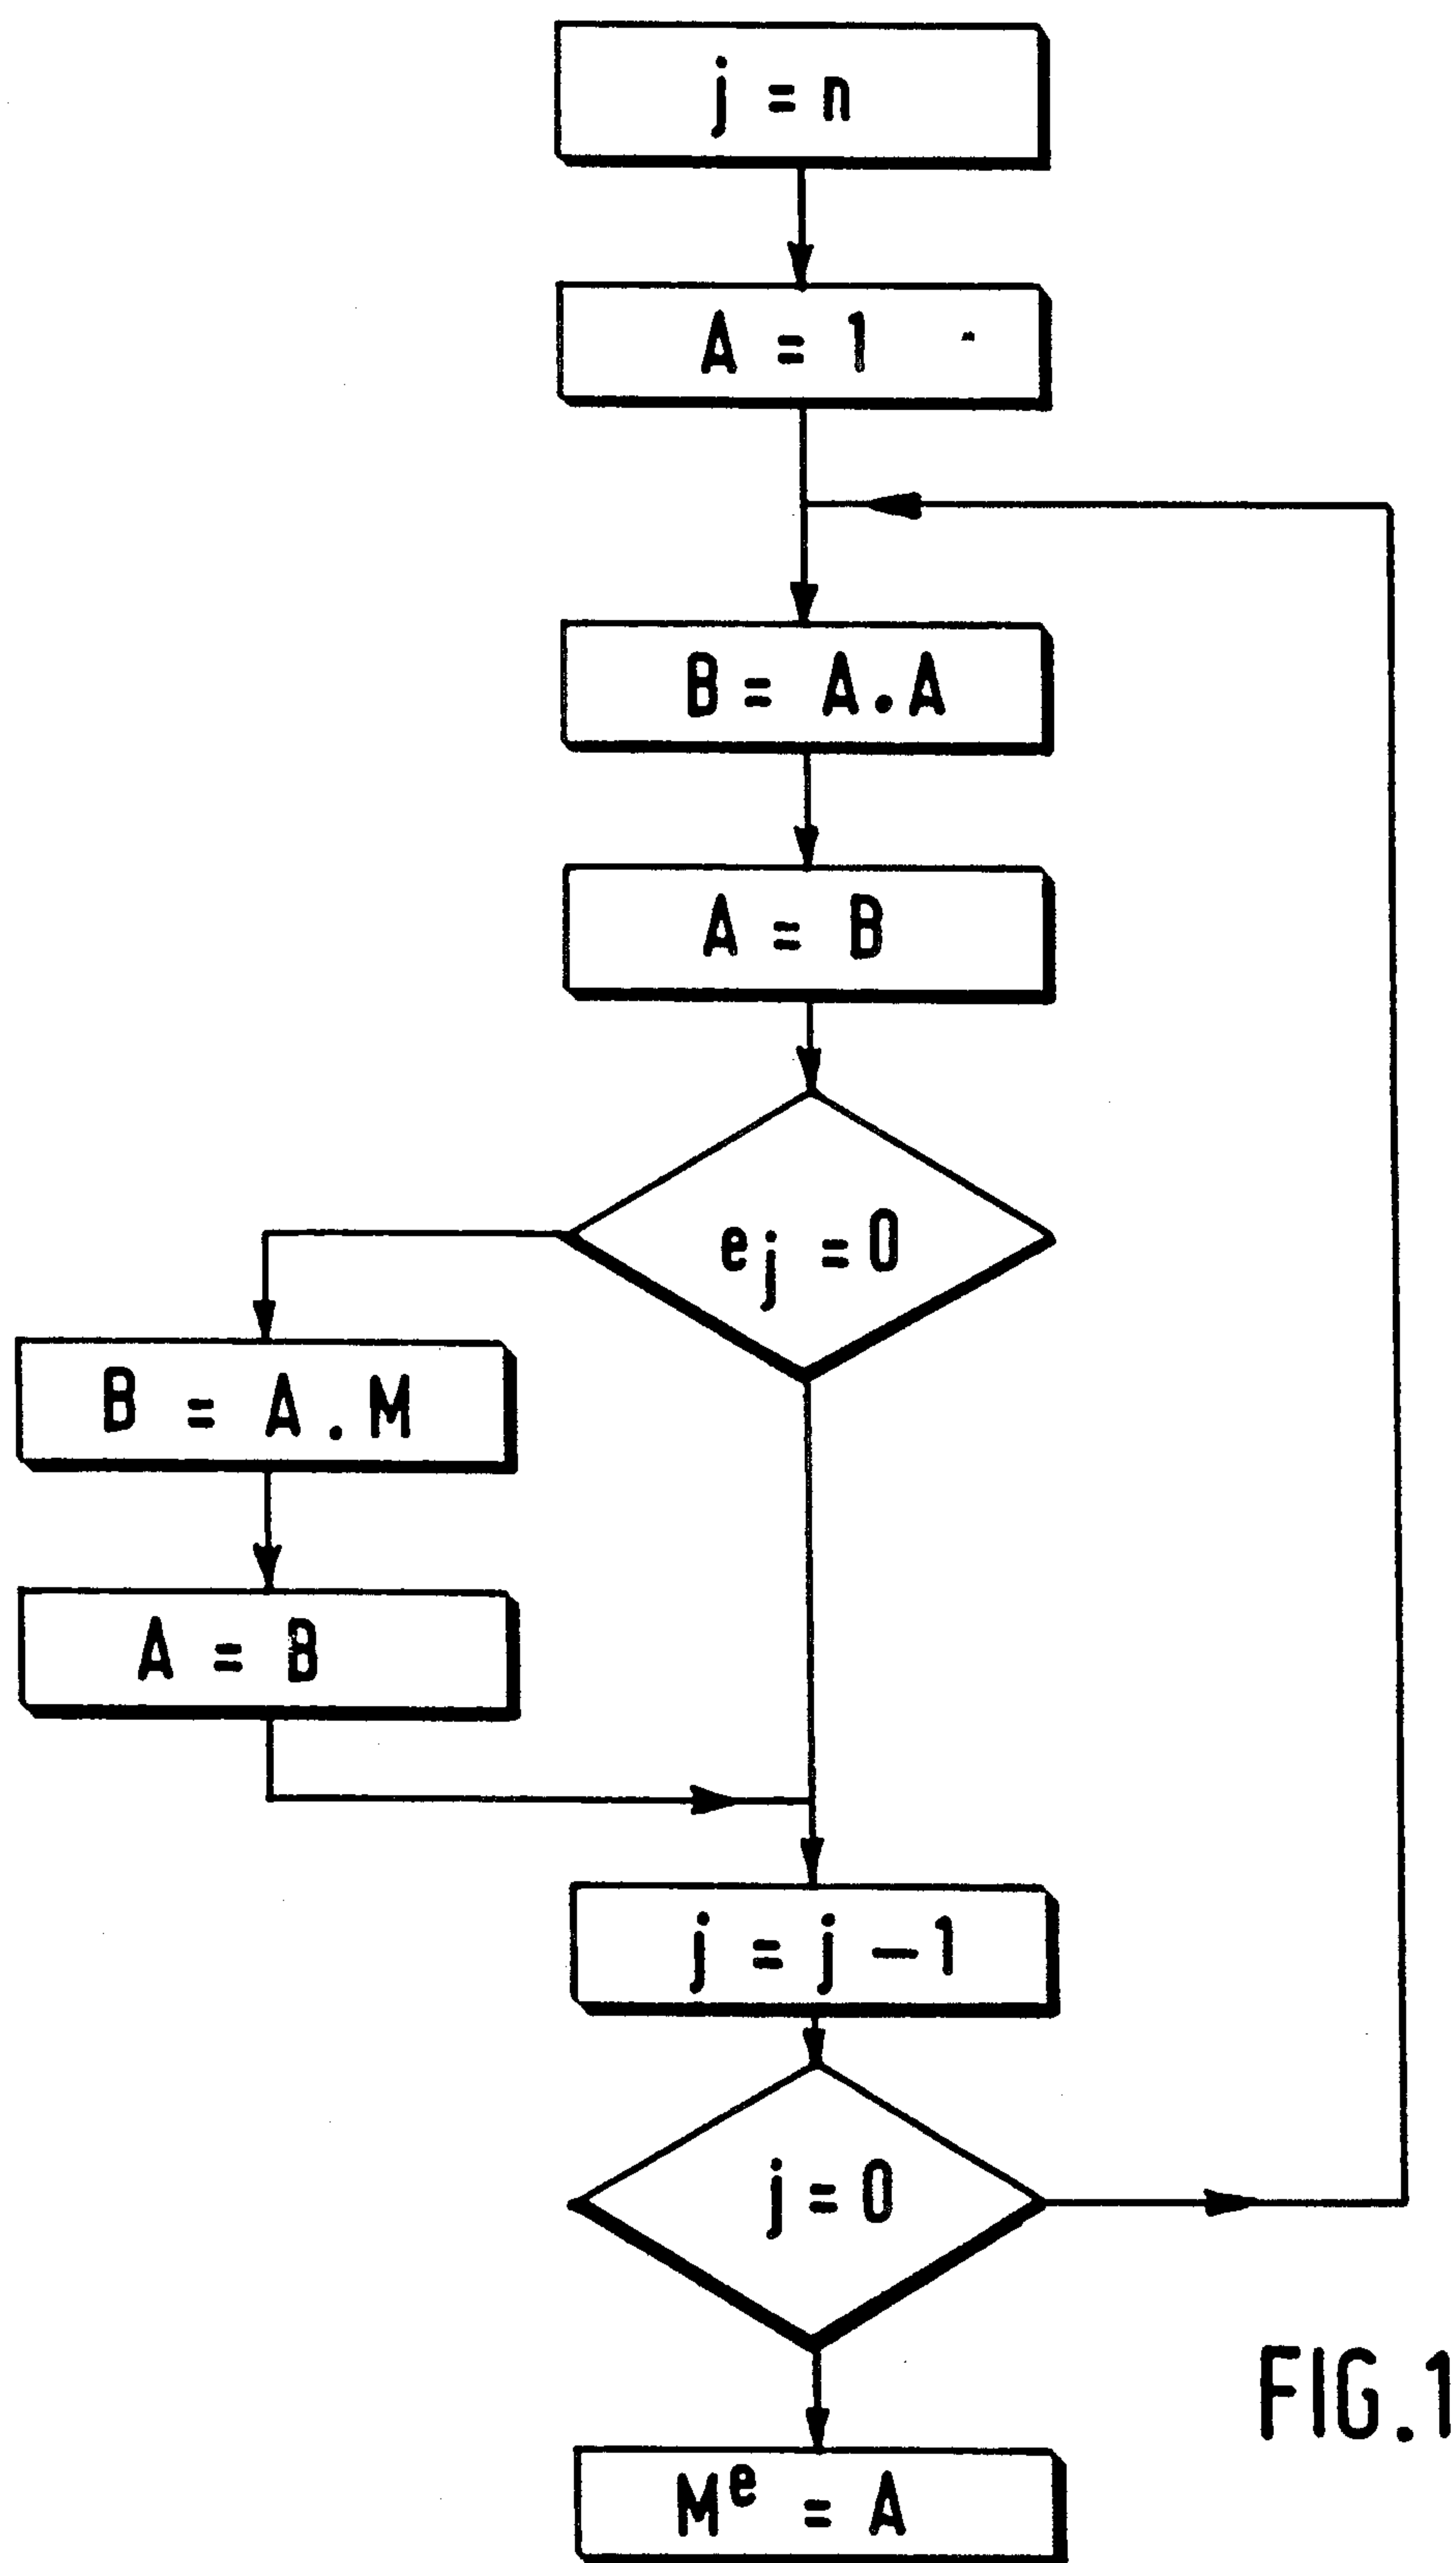 j = n
A = 1
B = A . A
A = B
e_j = 0
B = A . M
A = B
j = j - 1
j = 0
FIG. 1
M^e = A